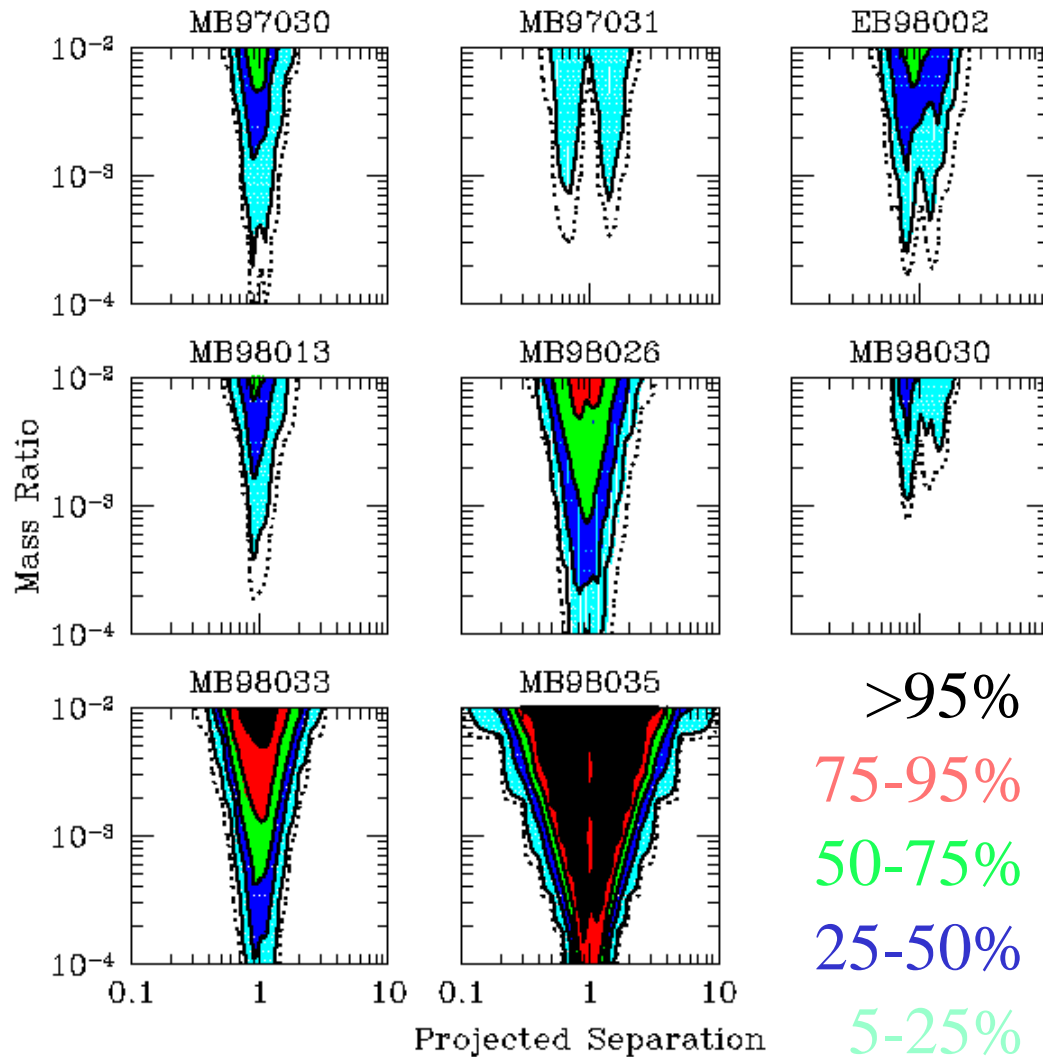 MB97030 MB97031 EB98002
10⁻²
10⁻³
10⁻⁴
MB98013 MB98026 MB98030
10⁻²
10⁻³
10⁻⁴
Mass Ratio
MB98033 MB98035
10⁻²
10⁻³
10⁻⁴
0.1 1 10 0.1 1 10
Projected Separation
>95%
75-95%
50-75%
25-50%
5-25%